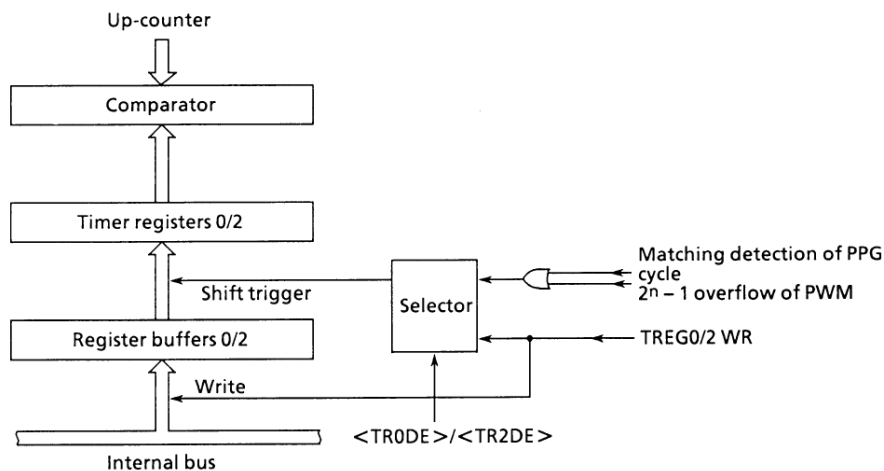 Up-counter
Comparator
Timer registers 0/2
Matching detection of PPG
cycle
2ⁿ – 1 overflow of PWM
Shift trigger
Selector
Register buffers 0/2
TREG0/2 WR
Write
<TR0DE>/<TR2DE>
Internal bus